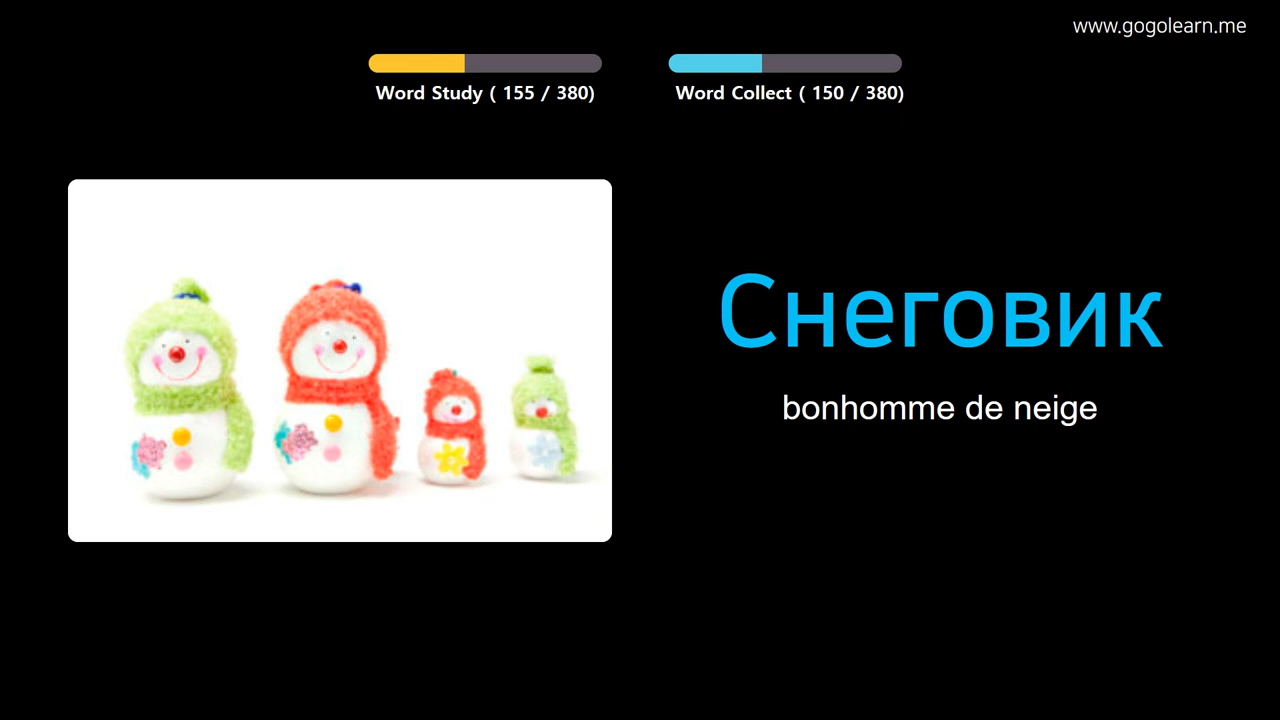 www.gogolearn.me
Word Study ( 155 / 380)
Word Collect ( 150 / 380)
Снеговик
bonhomme de neige